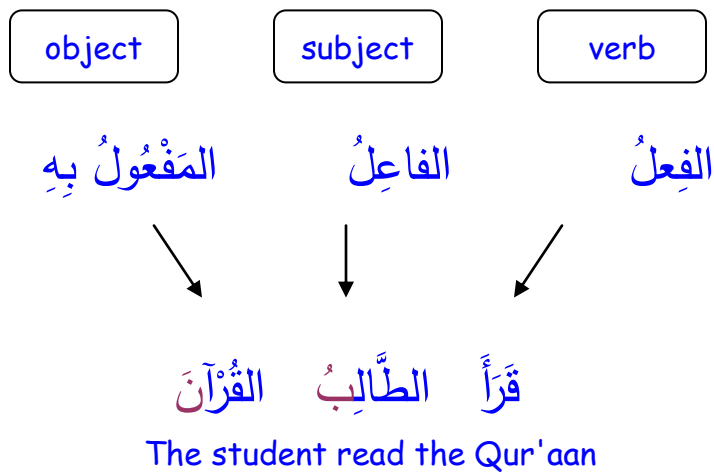 object subject verb
الفِعلُ الفاعِلُ المَفْعُولُ بِهِ
قَرَأَ الطَّالِبُ القُرْآنَ
The student read the Qur'aan